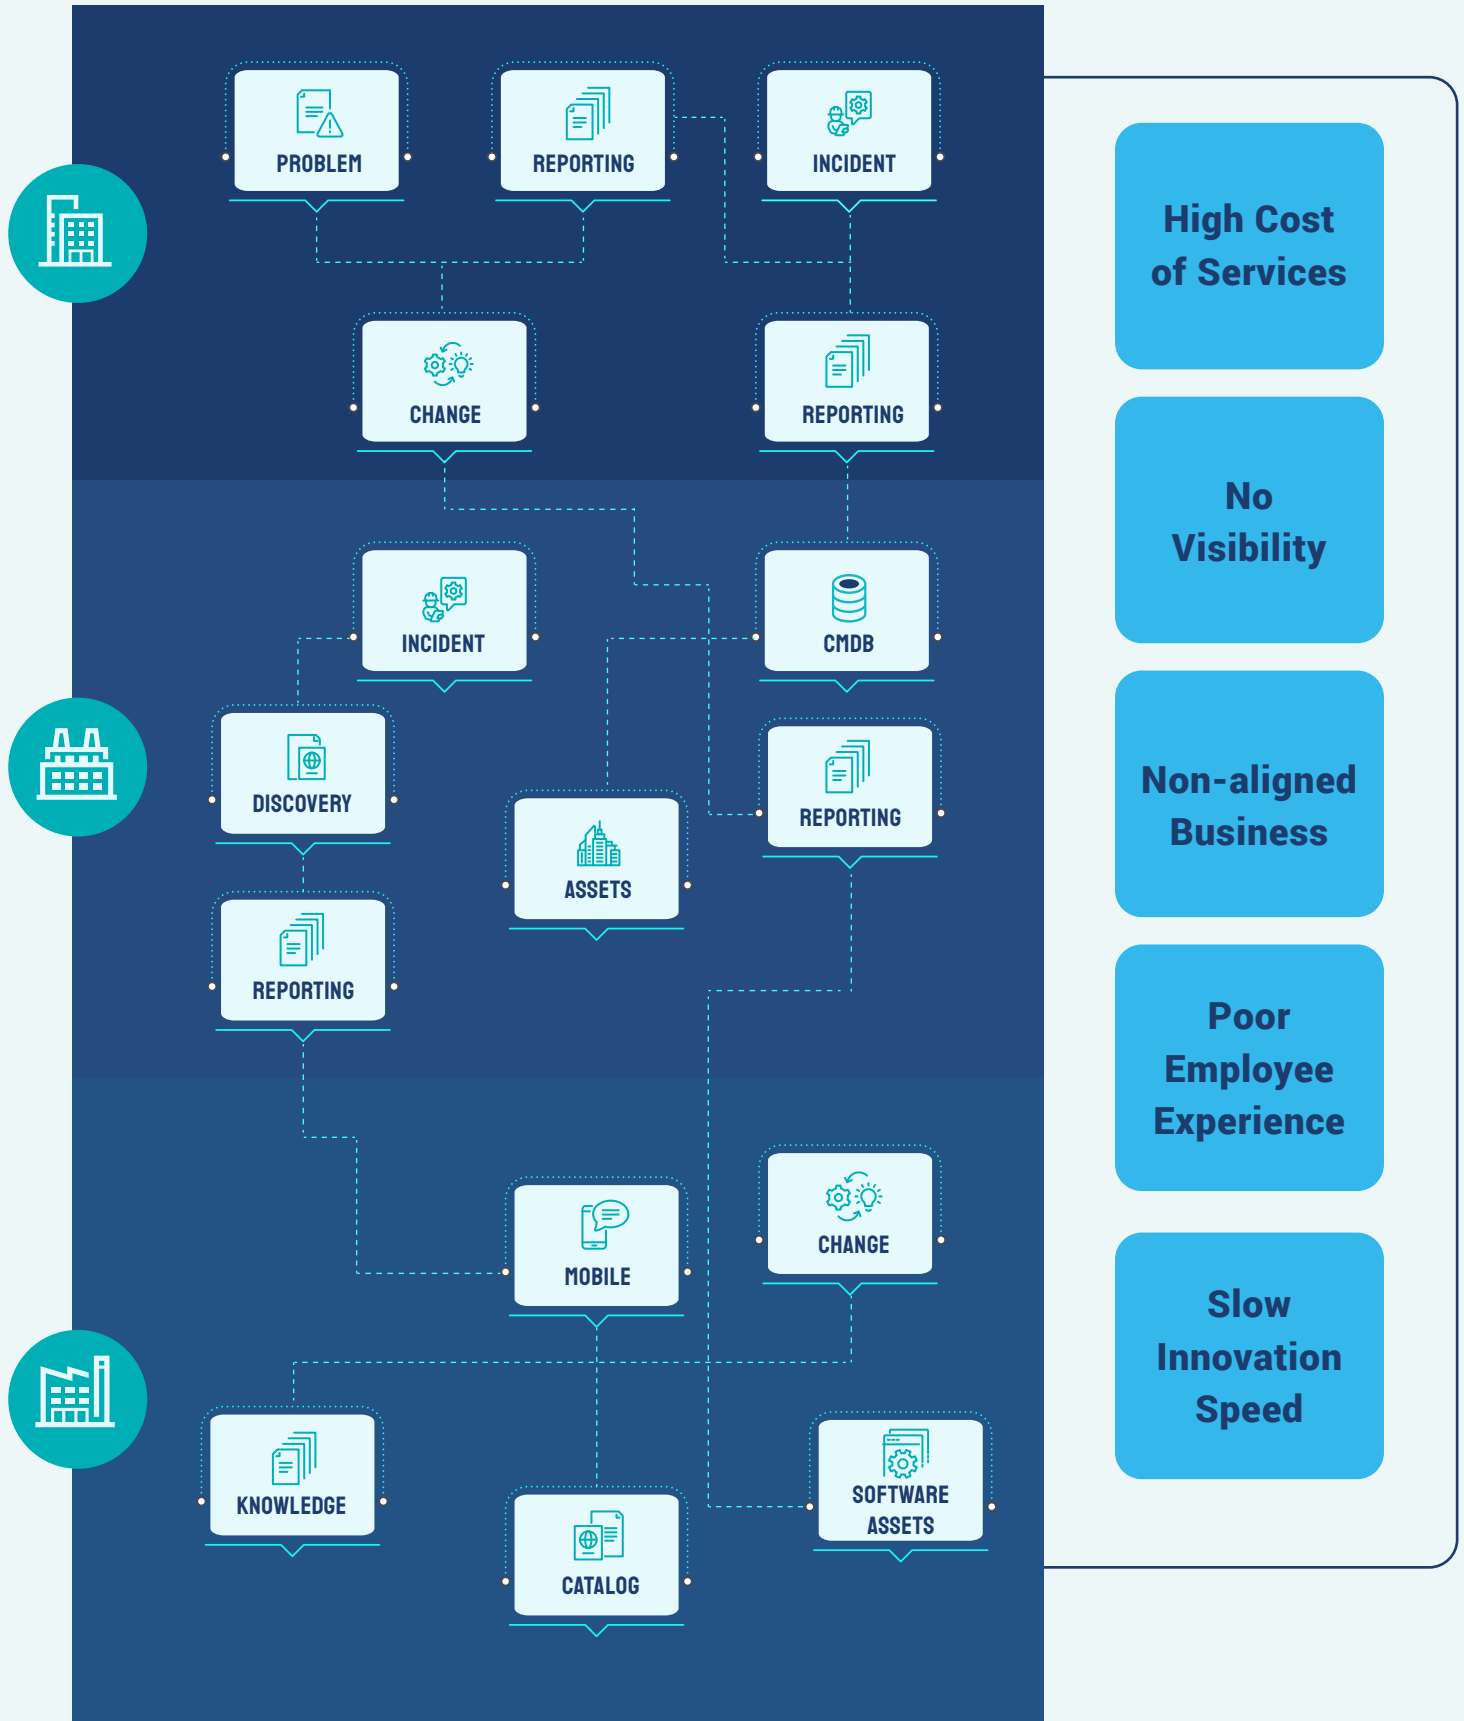 PROBLEM
REPORTING
INCIDENT
CHANGE
REPORTING
INCIDENT
CMDB
DISCOVERY
REPORTING
ASSETS
REPORTING
MOBILE
CHANGE
KNOWLEDGE
SOFTWARE
ASSETS
CATALOG
High Cost
of Services
No
Visibility
Non-aligned
Business
Poor
Employee
Experience
Slow
Innovation
Speed